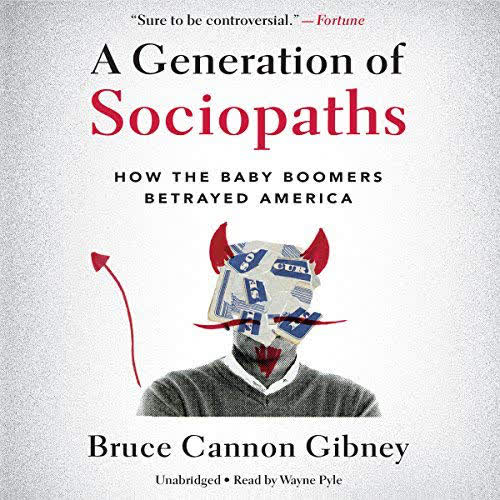 “Sure to be controversial.” —Fortune
A Generation of
Sociopaths
HOW THE BABY BOOMERS
BETRAYED AMERICA
CUR
Bruce Cannon Gibney
Unabridged • Read by Wayne Pyle